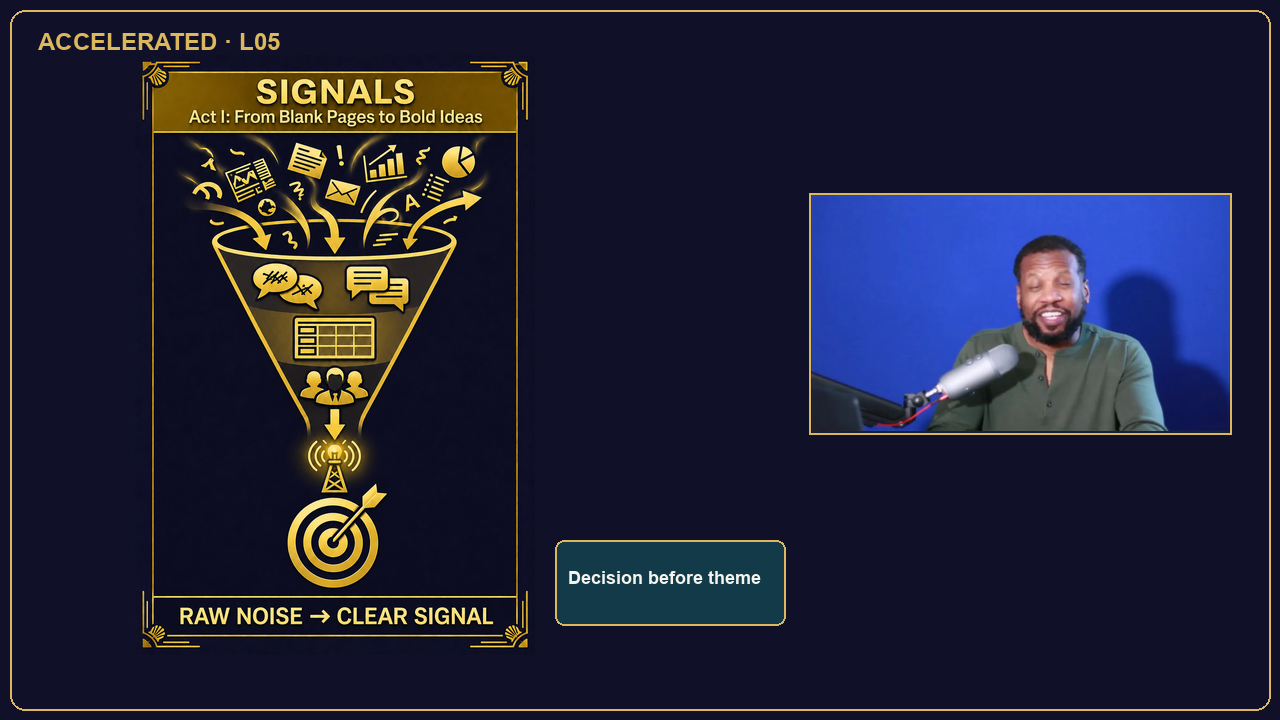 ACCELERATED · L05
SIGNALS
Act I: From Blank Pages to Bold Ideas
!
A
RAW NOISE → CLEAR SIGNAL
Decision before theme